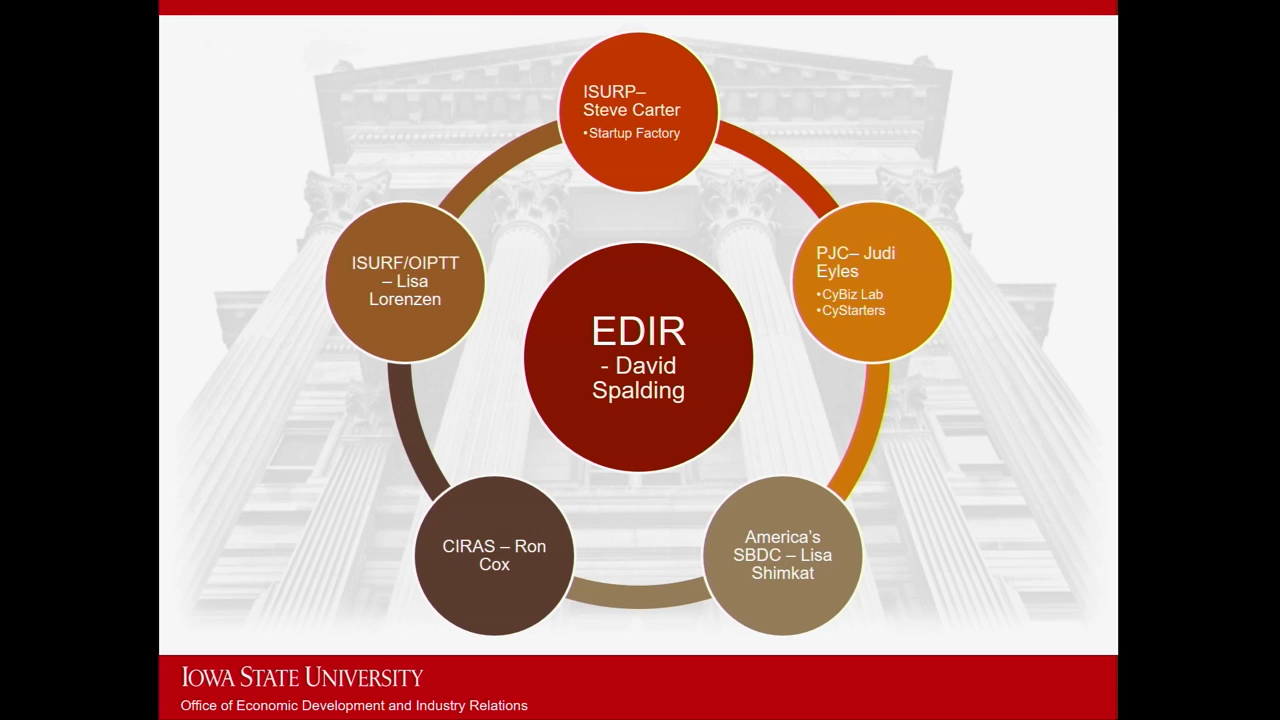 ISURP–
Steve Carter
•Startup Factory
PJC– Judi
Eyles
•CyBiz Lab
•CyStarters
America's
SBDC – Lisa
Shimkat
CIRAS – Ron
Cox
ISURF/OIPTT
– Lisa
Lorenzen
EDIR
- David
Spalding
IOWA STATE UNIVERSITY
Office of Economic Development and Industry Relations